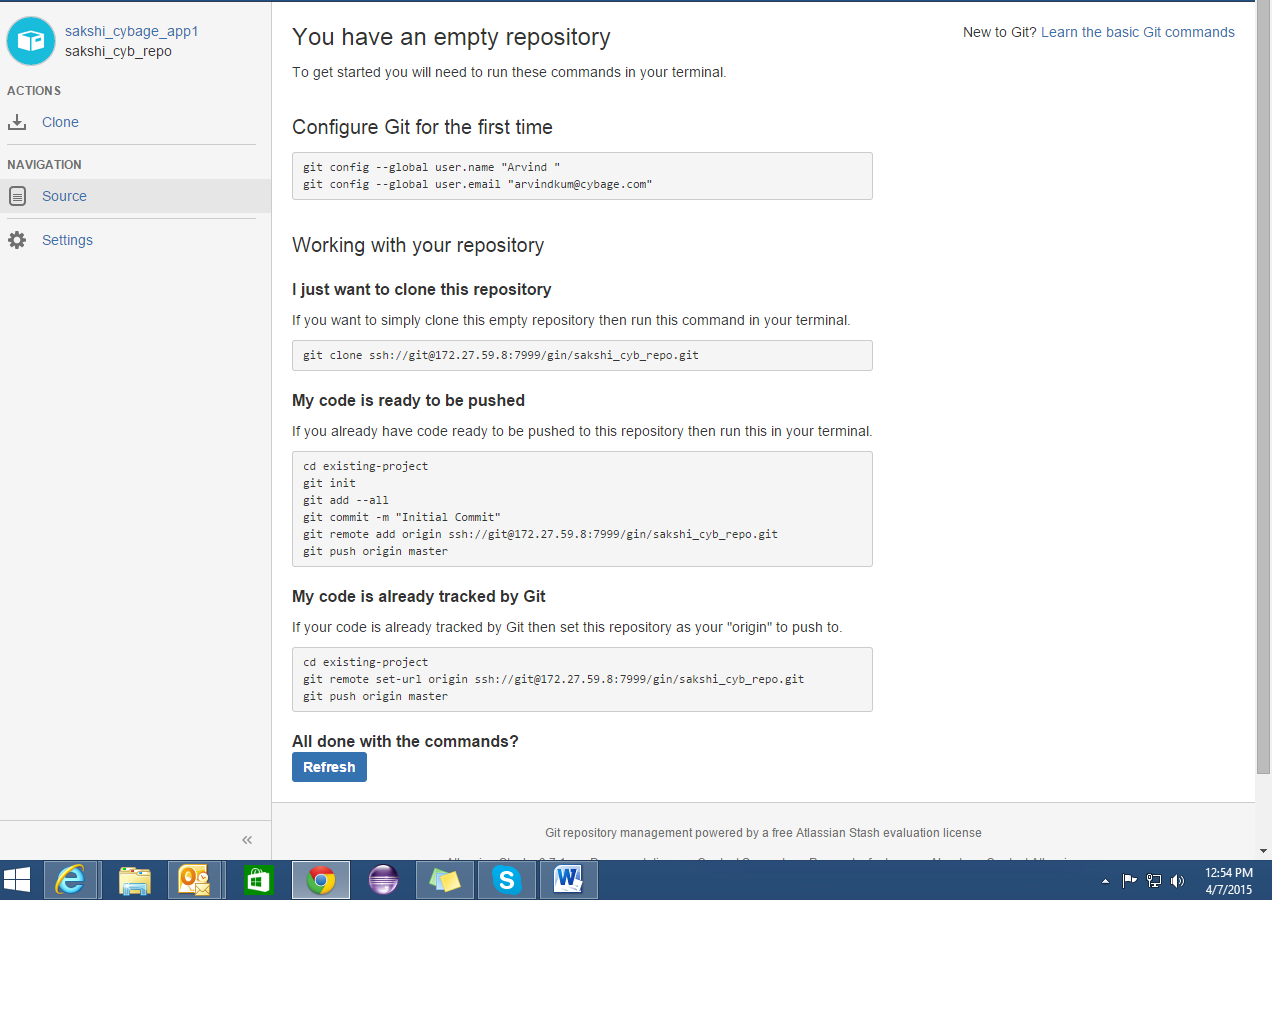 sakshi_cybage_app1
sakshi_cyb_repo
ACTIONS
Clone
NAVIGATION
Source
Settings
«
You have an empty repository
New to Git? Learn the basic Git commands
To get started you will need to run these commands in your terminal.
Configure Git for the first time
git config --global user.name "Arvind "
git config --global user.email "arvindkum@cybage.com"
Working with your repository
I just want to clone this repository
If you want to simply clone this empty repository then run this command in your terminal.
git clone ssh://git@172.27.59.8:7999/gin/sakshi_cyb_repo.git
My code is ready to be pushed
If you already have code ready to be pushed to this repository then run this in your terminal.
cd existing-project
git init
git add --all
git commit -m "Initial Commit"
git remote add origin ssh://git@172.27.59.8:7999/gin/sakshi_cyb_repo.git
git push origin master
My code is already tracked by Git
If your code is already tracked by Git then set this repository as your "origin" to push to.
cd existing-project
git remote set-url origin ssh://git@172.27.59.8:7999/gin/sakshi_cyb_repo.git
git push origin master
All done with the commands?
Refresh
Git repository management powered by a free Atlassian Stash evaluation license
12:54 PM
4/7/2015